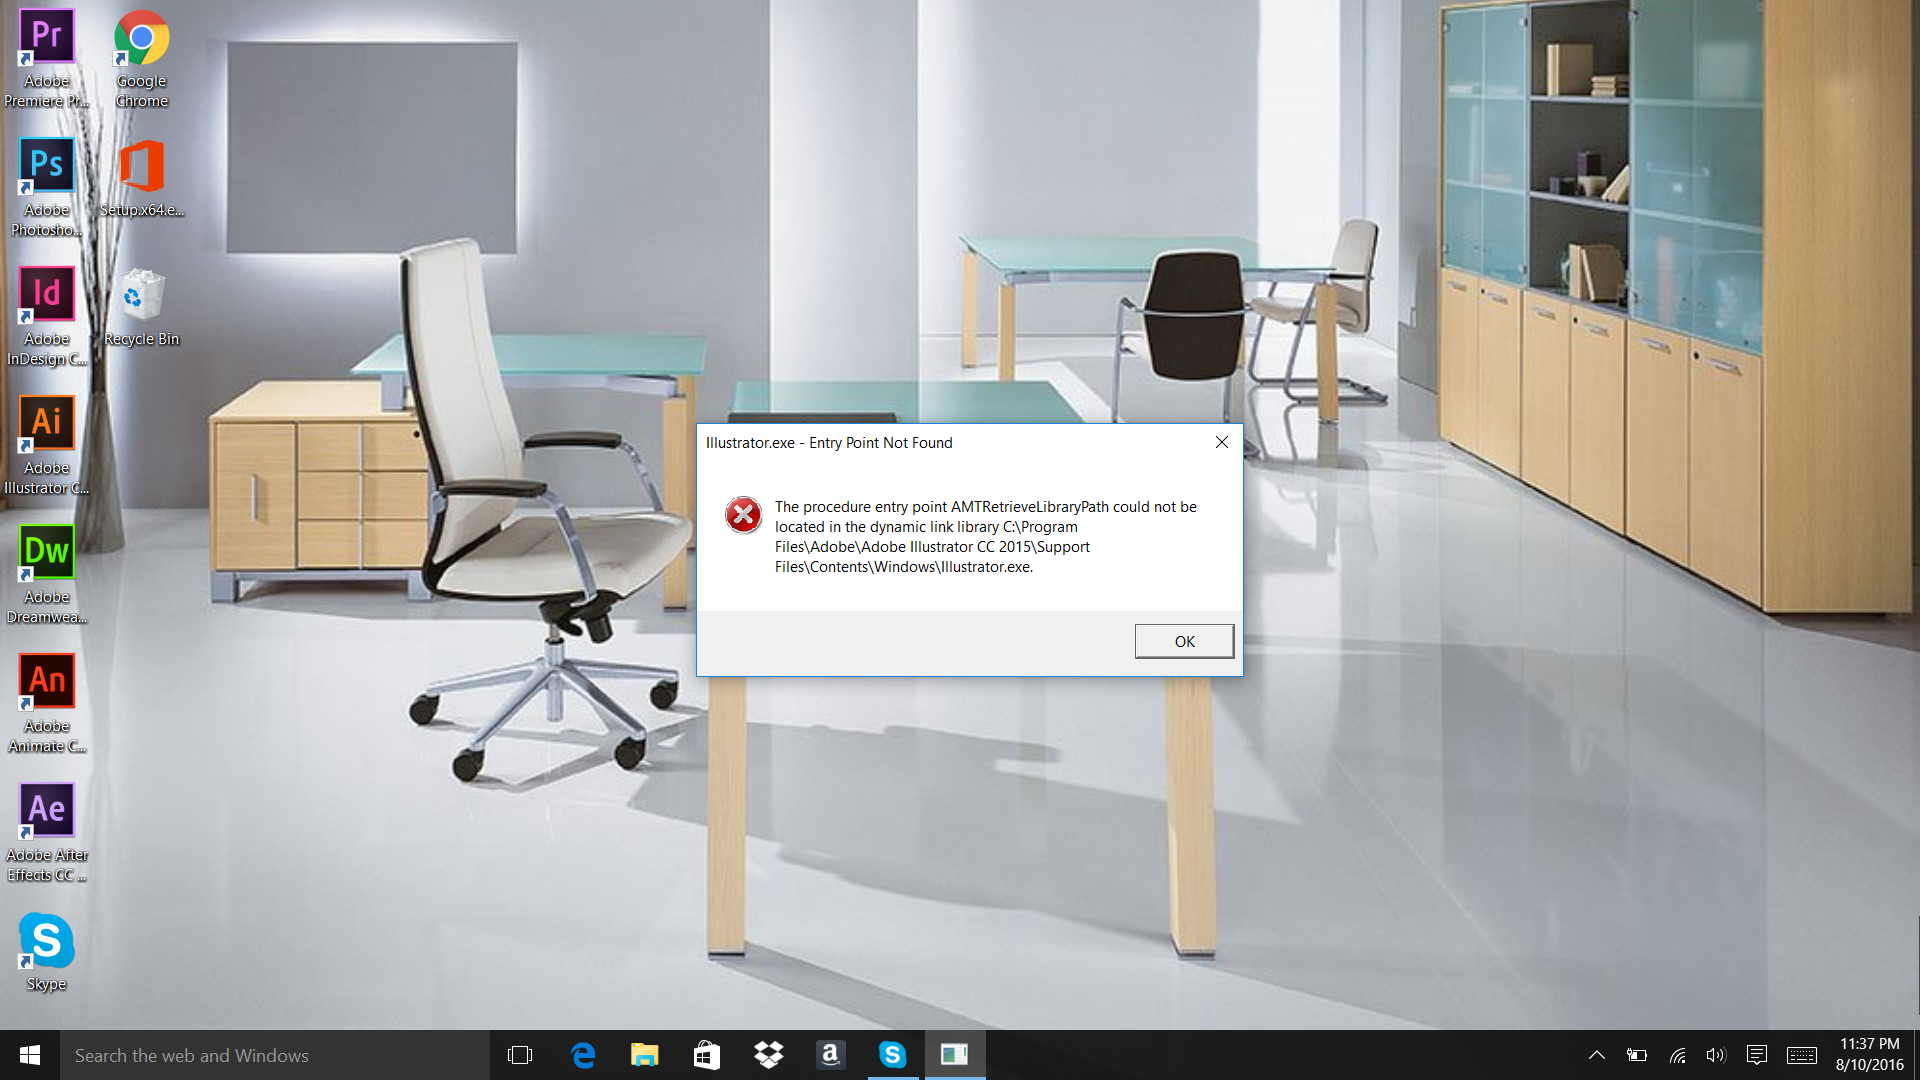 Pr
Adobe
Premiere Pr...
Ps
Adobe
Photosho...
Id
Adobe
InDesign C...
Ai
Adobe
Illustrator C...
Dw
Adobe
Dreamwea...
An
Adobe
Animate C...
Ae
Adobe After
Effects CC ...
S
Skype
Google
Chrome
Setup.x64.e...
Recycle Bin
Illustrator.exe - Entry Point Not Found
The procedure entry point AMTRetrieveLibraryPath could not be
located in the dynamic link library C:\Program
Files\Adobe\Adobe Illustrator CC 2015\Support
Files\Contents\Windows\Illustrator.exe.
OK
Search the web and Windows
e
a
S
11:37 PM
8/10/2016